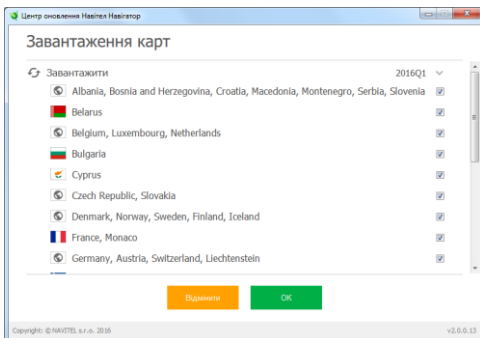 Центр оновлення Навітел Навігатор
Завантаження карт
Завантажити 2016Q1
Albania, Bosnia and Herzegovina, Croatia, Macedonia, Montenegro, Serbia, Slovenia
Belarus
Belgium, Luxembourg, Netherlands
Bulgaria
Cyprus
Czech Republic, Slovakia
Denmark, Norway, Sweden, Finland, Iceland
France, Monaco
Germany, Austria, Switzerland, Liechtenstein
Відмінити OK
Copyright: © NAVITEL s.r.o. 2016 v2.0.0.13